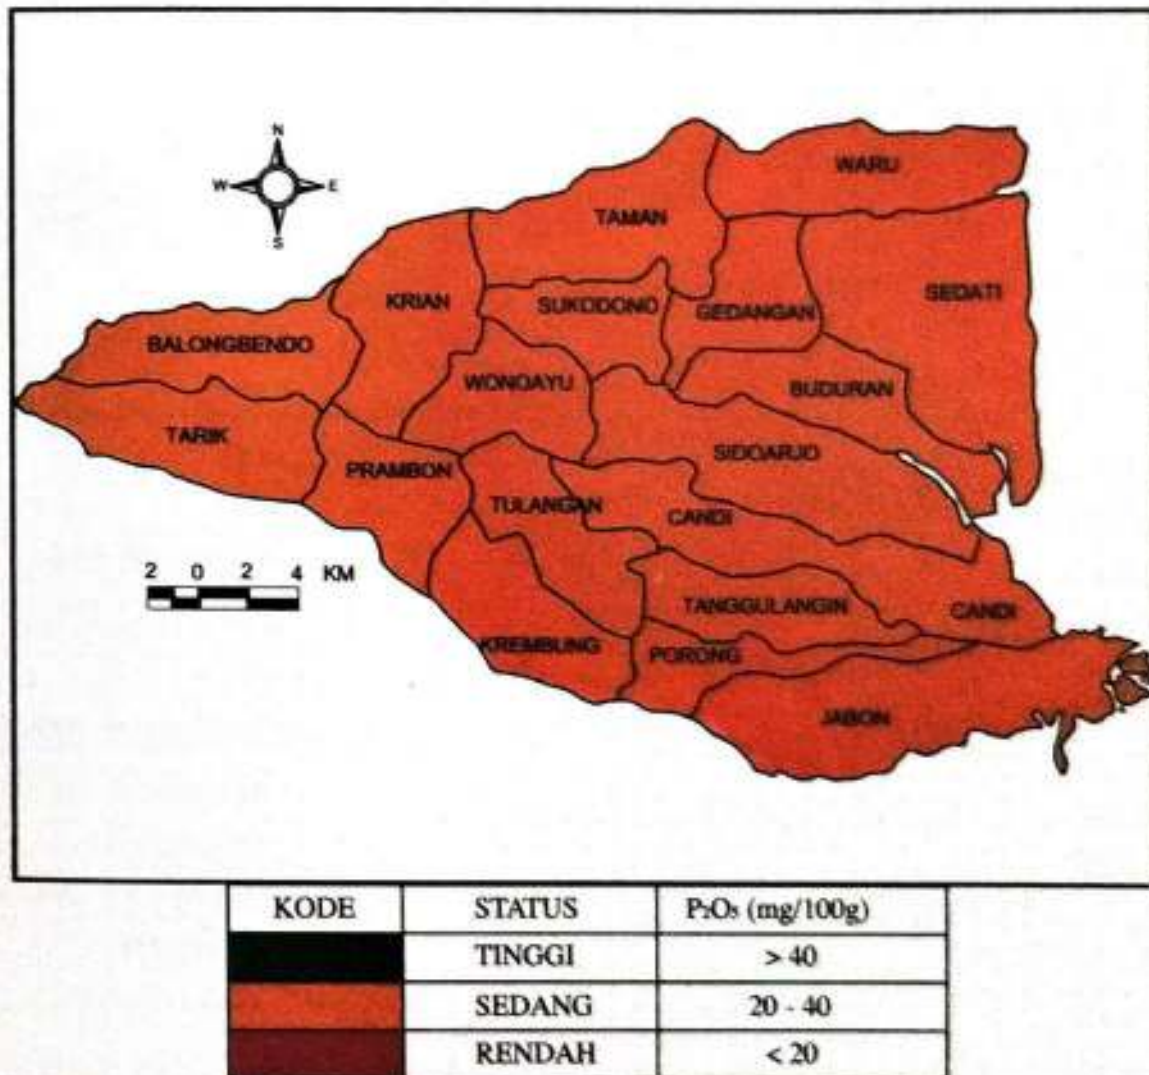 N
W E
S
WARU
TAMAN
KRIAN
SUKODONO
GEDANGAN
SEDATI
BALONGBENDO
WONOAYU
BUDURAN
TARIK
PRAMBON
SIDOARJO
TULANGAN
CANDI
2 0 2 4 KM
TANGGULANGIN
CANDI
KREMBUNG
PORONG
JABON
KODE STATUS P₂O₅ (mg/100g)
TINGGI > 40
SEDANG 20 - 40
RENDAH < 20